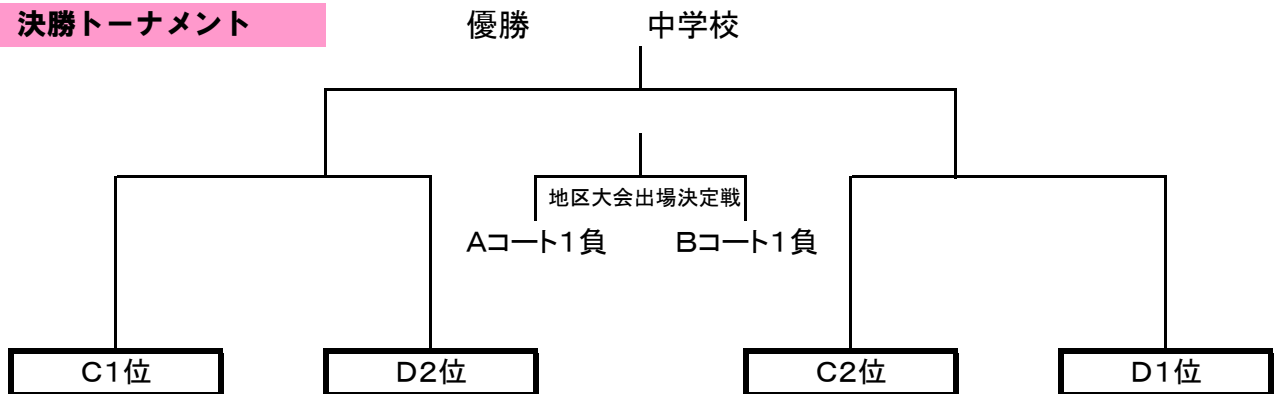 決勝トーナメント 優勝 中学校
地区大会出場決定戦
Aコート1負 Bコート1負
C1位 D2位 C2位 D1位